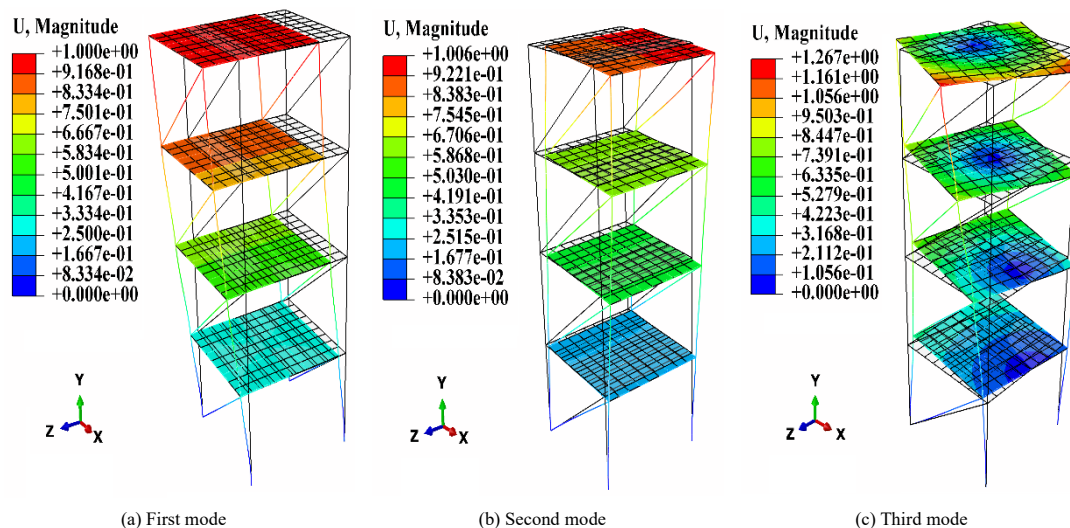 U, Magnitude
+1.000e+00
+9.168e-01
+8.334e-01
+7.501e-01
+6.667e-01
+5.834e-01
+5.001e-01
+4.167e-01
+3.334e-01
+2.500e-01
+1.667e-01
+8.334e-02
+0.000e+00
Y
Z
X
(a) First mode
U, Magnitude
+1.006e+00
+9.221e-01
+8.383e-01
+7.545e-01
+6.706e-01
+5.868e-01
+5.030e-01
+4.191e-01
+3.353e-01
+2.515e-01
+1.677e-01
+8.383e-02
+0.000e+00
Y
Z
X
(b) Second mode
U, Magnitude
+1.267e+00
+1.161e+00
+1.056e+00
+9.503e-01
+8.447e-01
+7.391e-01
+6.335e-01
+5.279e-01
+4.223e-01
+3.168e-01
+2.112e-01
+1.056e-01
+0.000e+00
Y
Z
X
(c) Third mode